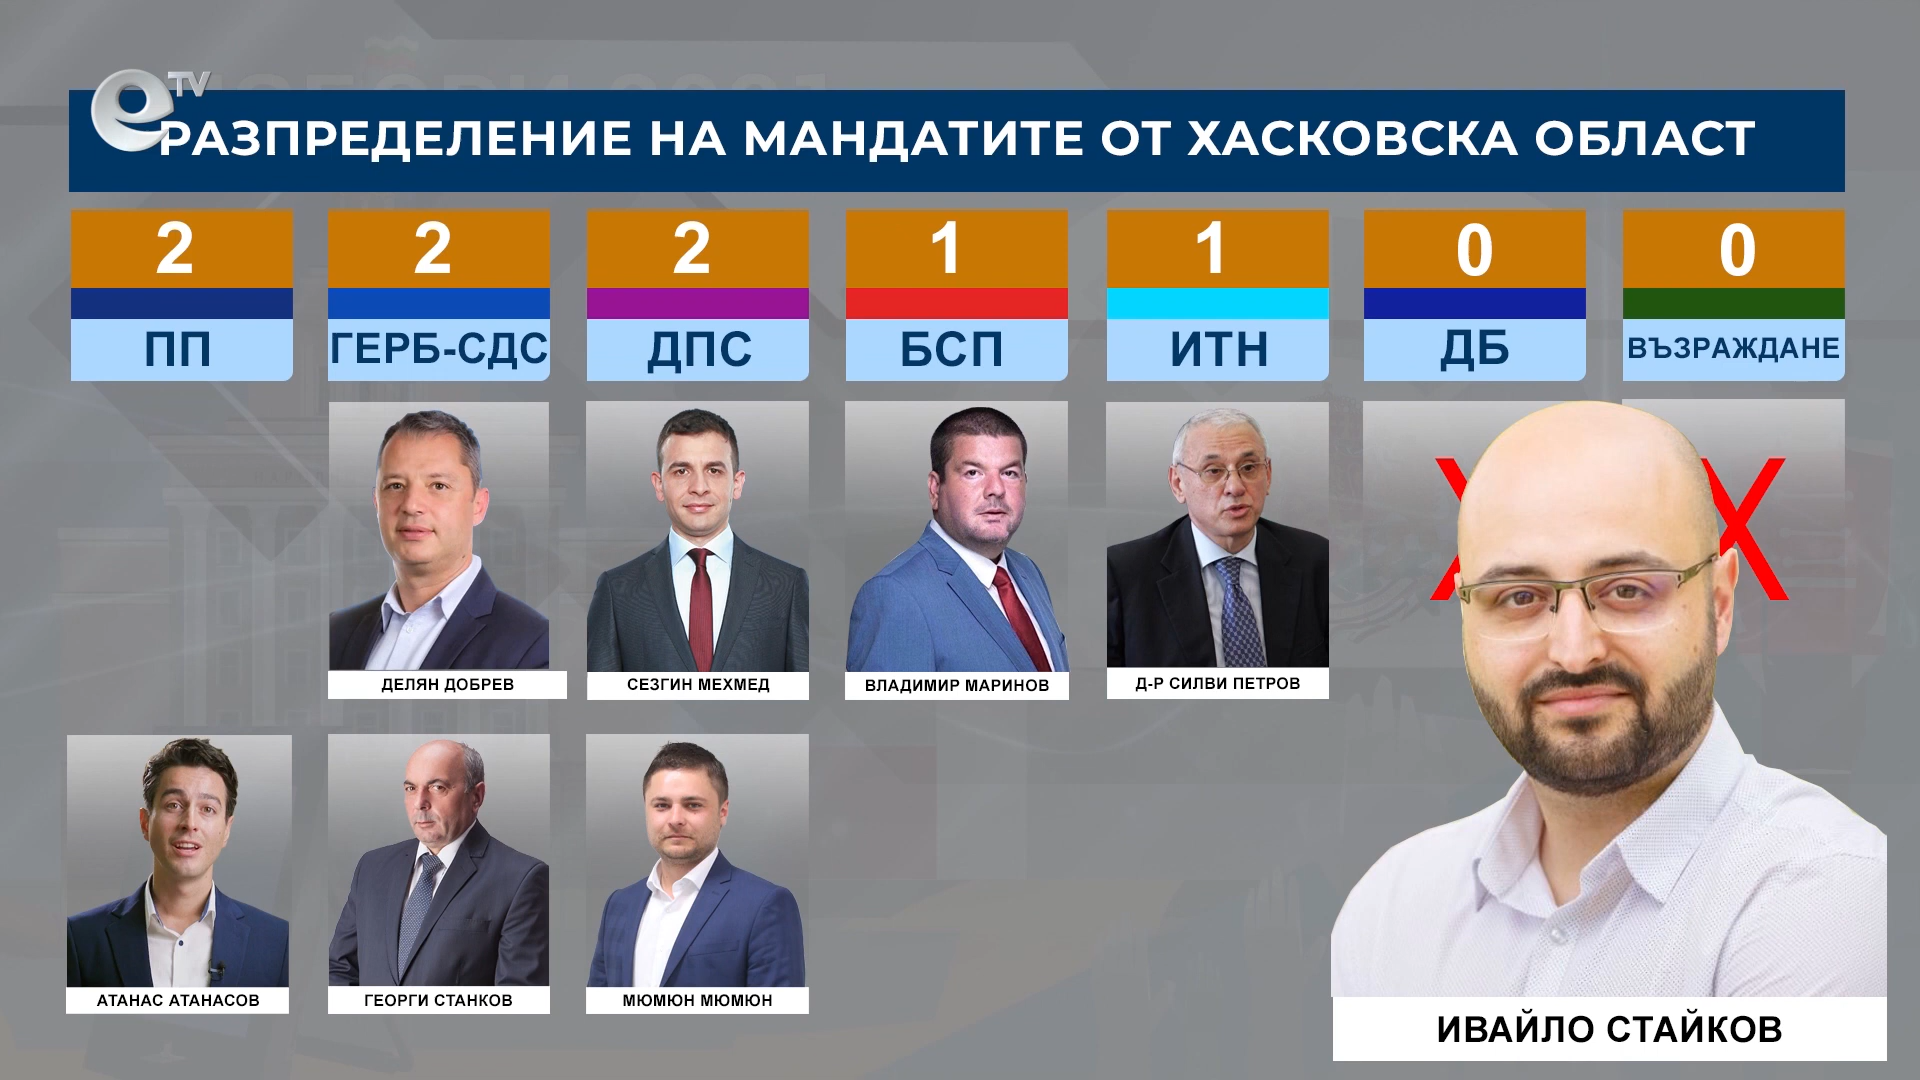 eTV
РАЗПРЕДЕЛЕНИЕ НА МАНДАТИТЕ ОТ ХАСКОВСКА ОБЛАСТ
2 2 2 1 1 0 0
ПП ГЕРБ-СДС ДПС БСП ИТН ДБ ВЪЗРАЖДАНЕ
X X
ДЕЛЯН ДОБРЕВ СЕЗГИН МЕХМЕД ВЛАДИМИР МАРИНОВ Д-Р СИЛВИ ПЕТРОВ
АТАНАС АТАНАСОВ ГЕОРГИ СТАНКОВ МЮМЮН МЮМЮН
ИВАЙЛО СТАЙКОВ